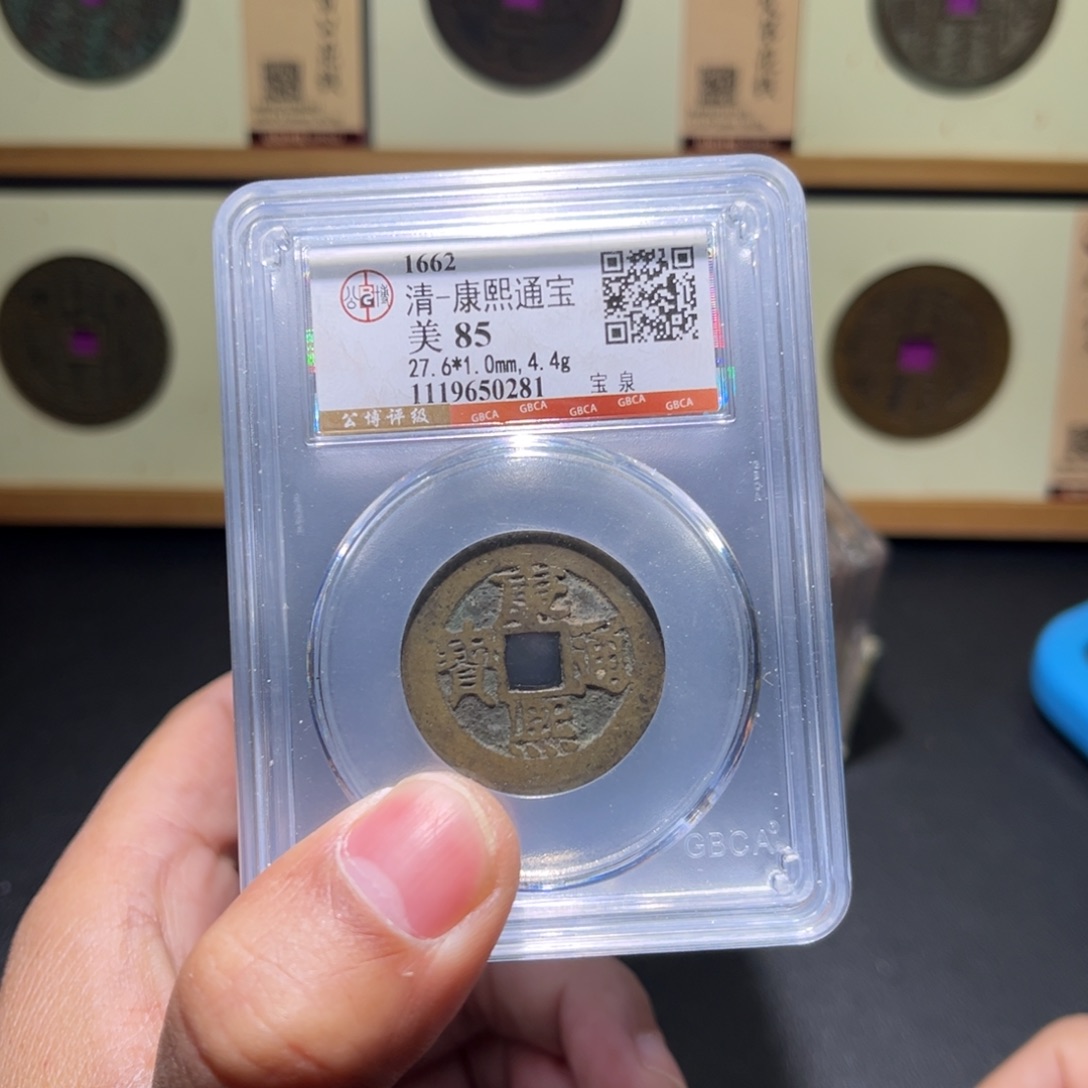 1662
清-康熙通宝
美 85
27.6*1.0mm, 4.4g
1119650281 宝泉
公博评级 GBCA GBCA GBCA GBCA GBCA
康
寶 通
熙
GBCA